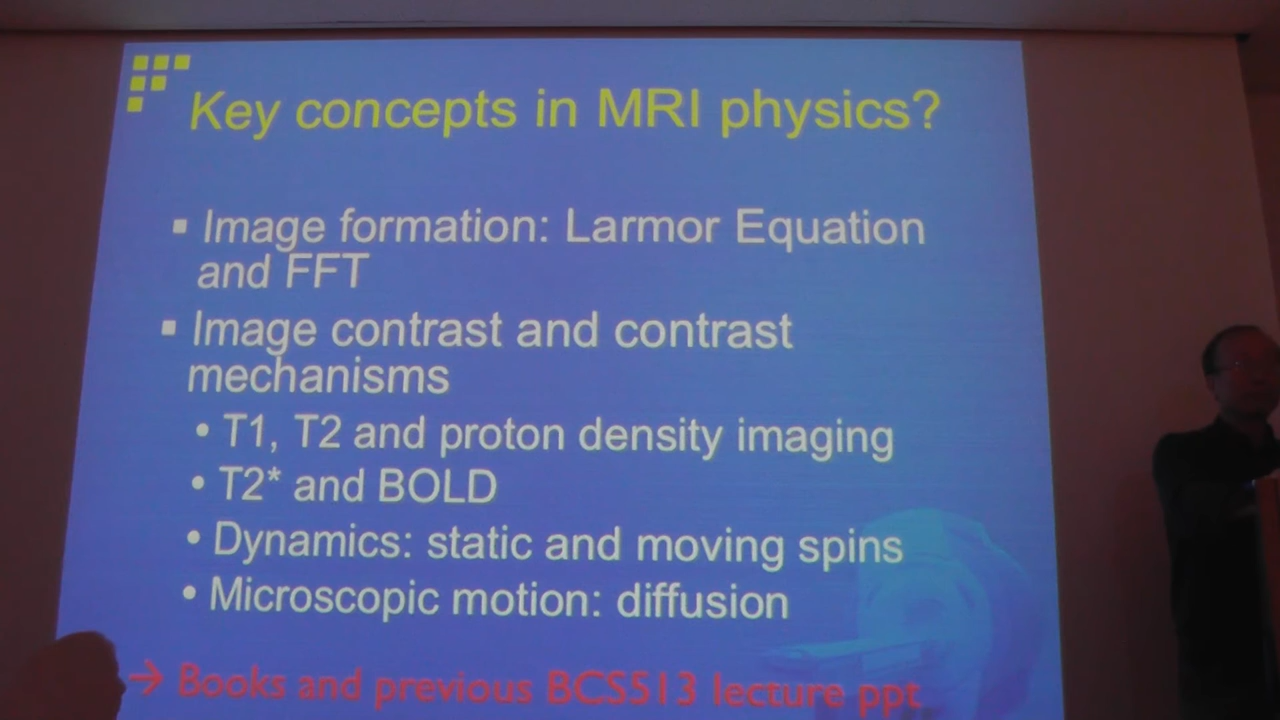 Key concepts in MRI physics?
▪ Image formation: Larmor Equation
and FFT
▪ Image contrast and contrast
mechanisms
• T1, T2 and proton density imaging
• T2* and BOLD
• Dynamics: static and moving spins
• Microscopic motion: diffusion
→ Books and previous BCS513 lecture ppt